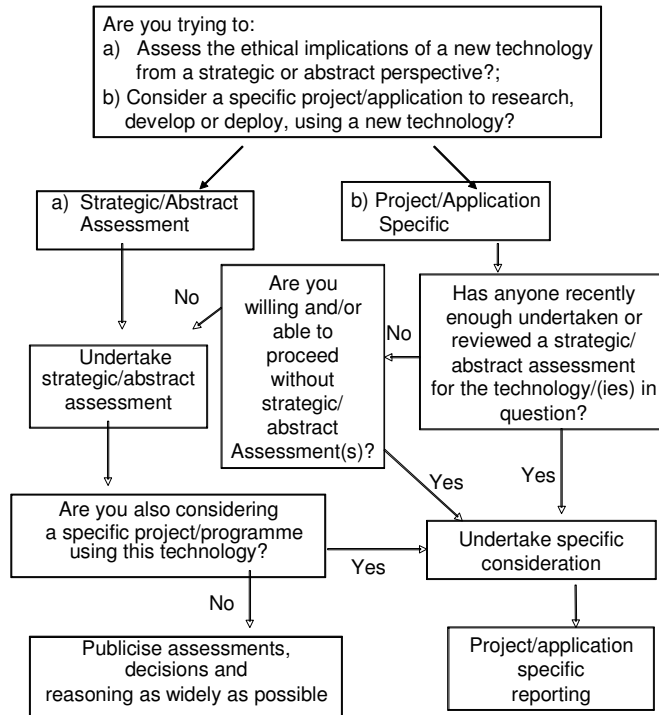 Are you trying to:
a) Assess the ethical implications of a new technology
from a strategic or abstract perspective?;
b) Consider a specific project/application to research,
develop or deploy, using a new technology?
a) Strategic/Abstract
Assessment
b) Project/Application
Specific
No
Are you
willing and/or
able to
proceed
without
strategic/
abstract
Assessment(s)?
No
Has anyone recently
enough undertaken or
reviewed a strategic/
abstract assessment
for the technology/(ies) in
question?
Undertake
strategic/abstract
assessment
Yes
Yes
Are you also considering
a specific project/programme
using this technology?
Yes
Undertake specific
consideration
No
Publicise assessments,
decisions and
reasoning as widely as possible
Project/application
specific
reporting